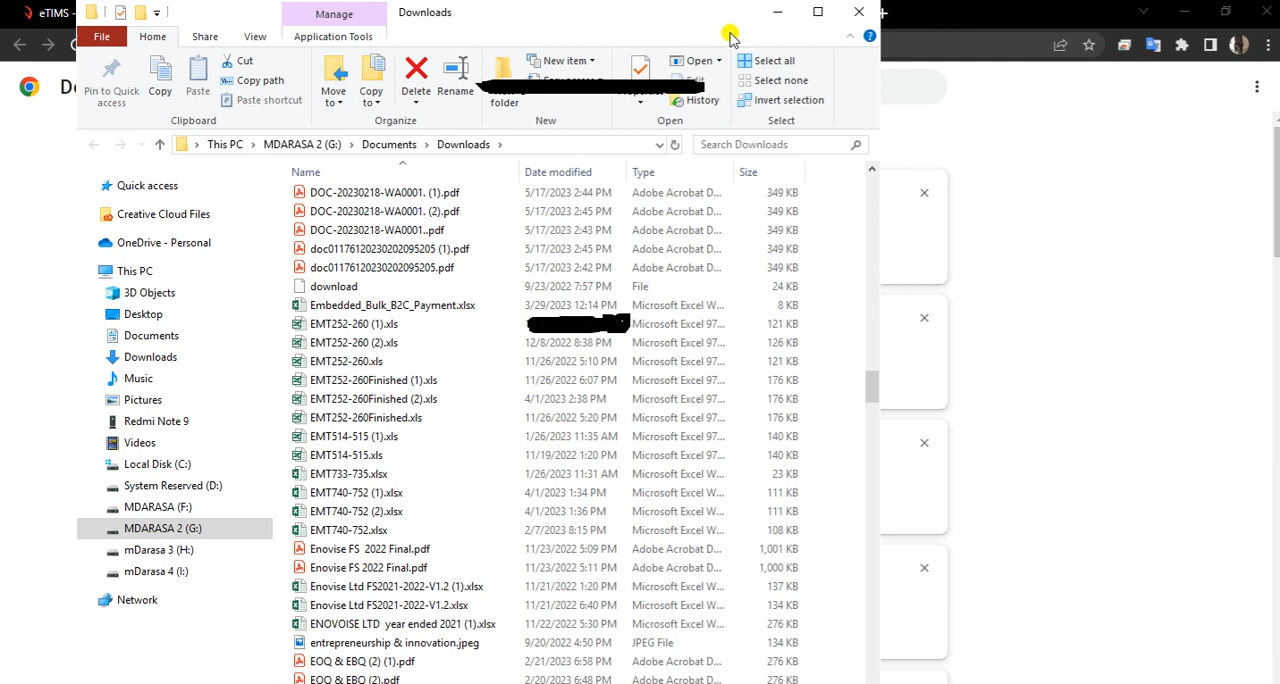 eTIMS -
Manage
Downloads
File
Home
Share
View
Application Tools
Pin to Quick access
Copy
Paste
Cut
Copy path
Paste shortcut
Clipboard
Move to
Copy to
Delete
Rename
Organize
New item
folder
New
Open
History
Open
Select all
Select none
Invert selection
Select
This PC > MDARASA 2 (G:) > Documents > Downloads >
Search Downloads
Quick access
Creative Cloud Files
OneDrive - Personal
This PC
3D Objects
Desktop
Documents
Downloads
Music
Pictures
Redmi Note 9
Videos
Local Disk (C:)
System Reserved (D:)
MDARASA (F:)
MDARASA 2 (G:)
mDarasa 3 (H:)
mDarasa 4 (I:)
Network
Name Date modified Type Size
DOC-20230218-WA0001. (1).pdf 5/17/2023 2:44 PM Adobe Acrobat D... 349 KB
DOC-20230218-WA0001. (2).pdf 5/17/2023 2:45 PM Adobe Acrobat D... 349 KB
DOC-20230218-WA0001..pdf 5/17/2023 2:43 PM Adobe Acrobat D... 349 KB
doc01176120230202095205 (1).pdf 5/17/2023 2:45 PM Adobe Acrobat D... 349 KB
doc01176120230202095205.pdf 5/17/2023 2:42 PM Adobe Acrobat D... 349 KB
download 9/23/2022 7:57 PM File 24 KB
Embedded_Bulk_B2C_Payment.xlsx 3/29/2023 12:14 PM Microsoft Excel W... 8 KB
EMT252-260 (1).xls Microsoft Excel 97... 121 KB
EMT252-260 (2).xls 12/8/2022 8:38 PM Microsoft Excel 97... 126 KB
EMT252-260.xls 11/26/2022 5:10 PM Microsoft Excel 97... 121 KB
EMT252-260Finished (1).xls 11/26/2022 6:07 PM Microsoft Excel 97... 176 KB
EMT252-260Finished (2).xls 4/1/2023 2:38 PM Microsoft Excel 97... 176 KB
EMT252-260Finished.xls 11/26/2022 5:20 PM Microsoft Excel 97... 176 KB
EMT514-515 (1).xls 1/26/2023 11:35 AM Microsoft Excel 97... 140 KB
EMT514-515.xls 11/19/2022 1:20 PM Microsoft Excel 97... 140 KB
EMT733-735.xlsx 1/26/2023 11:31 AM Microsoft Excel W... 23 KB
EMT740-752 (1).xlsx 4/1/2023 1:34 PM Microsoft Excel W... 111 KB
EMT740-752 (2).xlsx 4/1/2023 1:36 PM Microsoft Excel W... 111 KB
EMT740-752.xlsx 2/7/2023 8:15 PM Microsoft Excel W... 108 KB
Enovise FS  2022 Final.pdf 11/23/2022 5:09 PM Adobe Acrobat D... 1,001 KB
Enovise FS 2022 Final.pdf 11/23/2022 5:11 PM Adobe Acrobat D... 1,000 KB
Enovise Ltd FS2021-2022-V1.2 (1).xlsx 11/21/2022 1:20 PM Microsoft Excel W... 137 KB
Enovise Ltd FS2021-2022-V1.2.xlsx 11/21/2022 6:40 PM Microsoft Excel W... 134 KB
ENOVOISE LTD  year ended 2021 (1).xlsx 11/22/2022 5:30 PM Microsoft Excel W... 276 KB
entrepreneurship & innovation.jpeg 9/20/2022 4:50 PM JPEG File 134 KB
EOQ & EBQ (2) (1).pdf 2/21/2023 6:58 PM Adobe Acrobat D... 276 KB
EOQ & EBQ (2).pdf 2/21/2023 6:58 PM Adobe Acrobat D... 276 KB